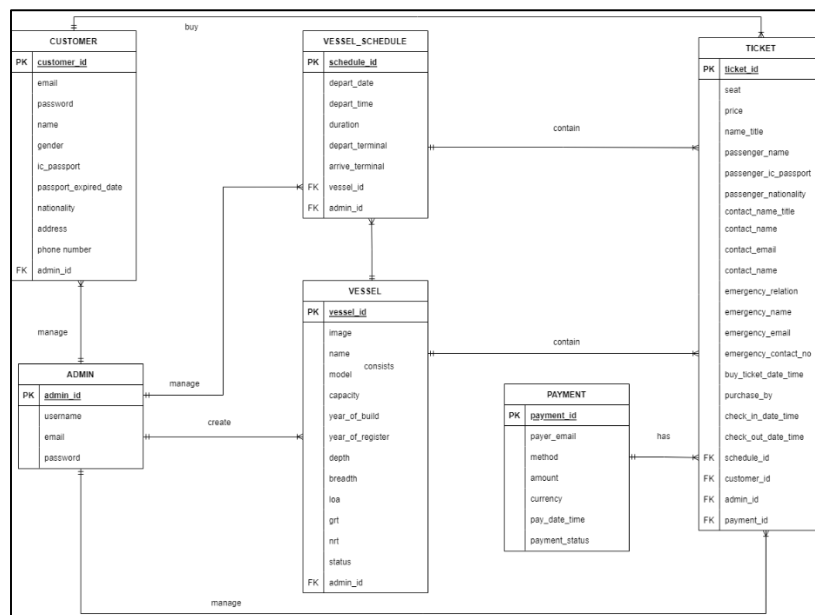 buy
CUSTOMER
PK customer_id
email
password
name
gender
ic_passport
passport_expired_date
nationality
address
phone number
FK admin_id
VESSEL_SCHEDULE
PK schedule_id
depart_date
depart_time
duration
depart_terminal
arrive_terminal
FK vessel_id
FK admin_id
contain
TICKET
PK ticket_id
seat
price
name_title
passenger_name
passenger_ic_passport
passenger_nationality
contact_name_title
contact_name
contact_email
contact_name
emergency_relation
emergency_name
emergency_email
emergency_contact_no
buy_ticket_date_time
purchase_by
check_in_date_time
check_out_date_time
FK schedule_id
FK customer_id
FK admin_id
FK payment_id
manage
ADMIN
PK admin_id
username
email
password
manage
create
VESSEL
PK vessel_id
image
name
consists
model
capacity
year_of_build
year_of_register
depth
breadth
loa
grt
nrt
status
FK admin_id
contain
PAYMENT
PK payment_id
payer_email
method
amount
currency
pay_date_time
payment_status
has
manage